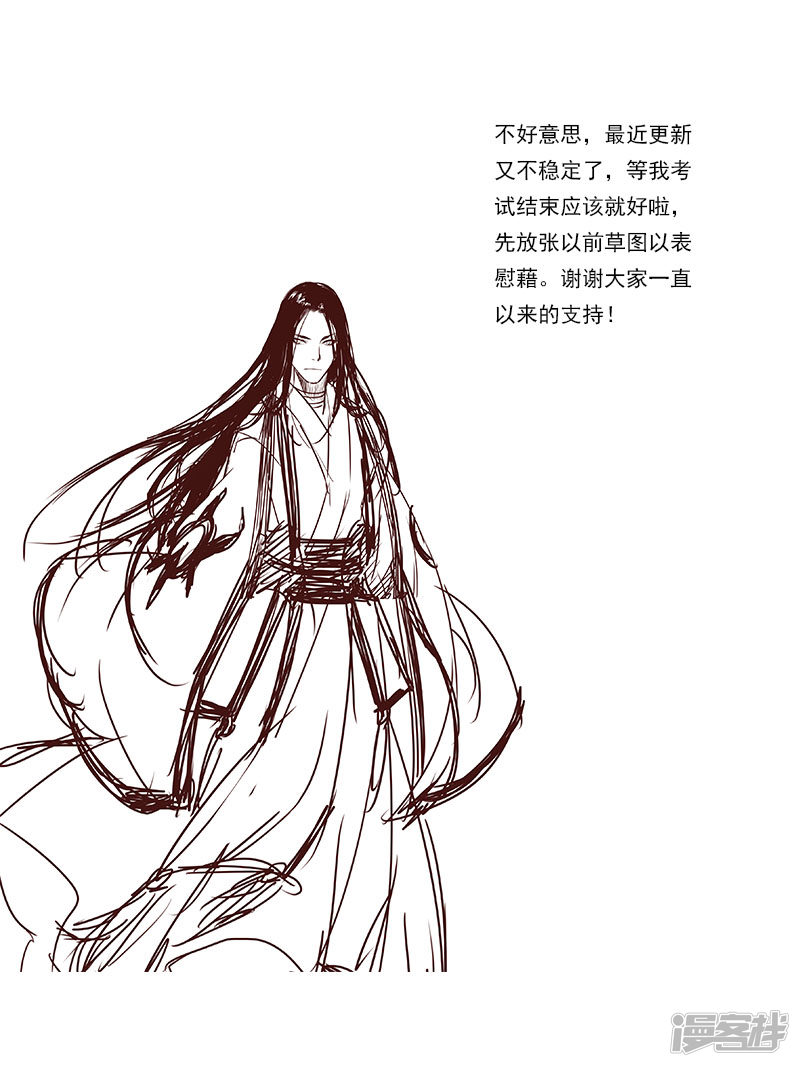 不好意思，最近更新
又不稳定了，等我考
试结束应该就好啦，
先放张以前草图以表
慰藉。谢谢大家一直
以来的支持！
漫客栈